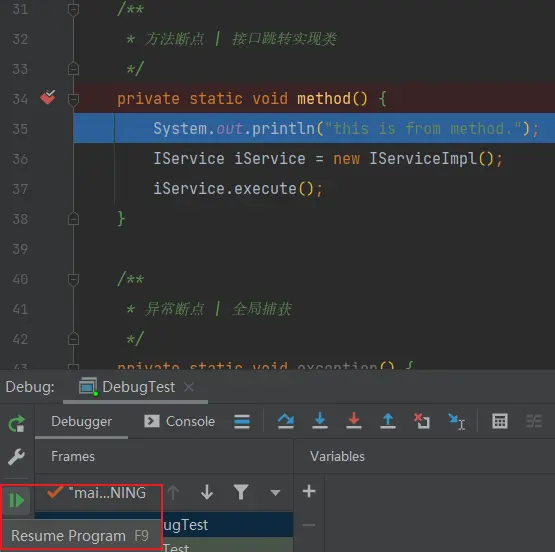 31 /**
32 * 方法断点 | 接口跳转实现类
33 */
34 private static void method() {
35 System.out.println("this is from method.");
36 IService iService = new IServiceImpl();
37 iService.execute();
38 }
39
40 /**
41 * 异常断点 | 全局捕获
42 */
43 private static void exception() {
Debug: DebugTest
Debugger Console
Frames Variables
"mai...NING
ugTest
Resume Program F9
Test